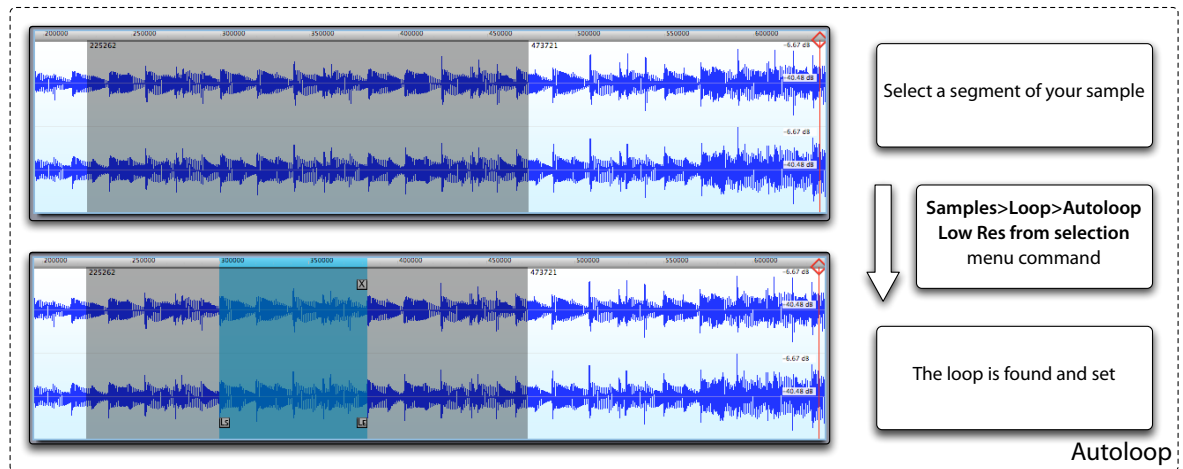 200000 250000 300000 350000 400000 450000 500000 550000 600000
225262 473721 -6.67 dB
-40.48 dB
-6.67 dB
-40.48 dB
Select a segment of your sample
Samples>Loop>Autoloop
Low Res from selection
menu command
200000 250000 300000 350000 400000 450000 500000 550000 600000
225262 473721 -6.67 dB
X
-40.48 dB
-6.67 dB
-40.48 dB
LS LE
The loop is found and set
Autoloop